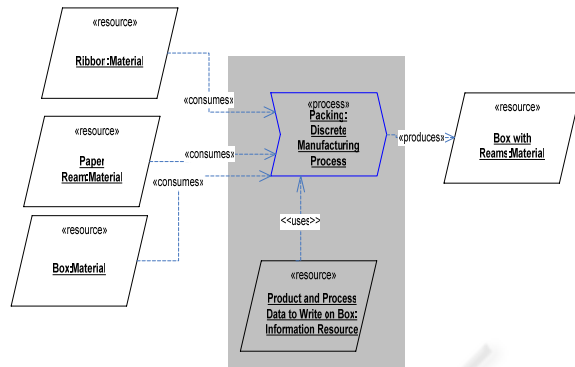 «resource»
Ribbor:Material
«consumes»
«resource»
Paper
Ream:Material
«consumes»
«consumes»
«resource»
Box:Material
«process»
Packing:
Discrete
Manufacturing
Process
«produces»
«resource»
Box with
Reams:Material
<<uses>>
«resource»
Product and Process
Data to Write on Box:
Information Resource